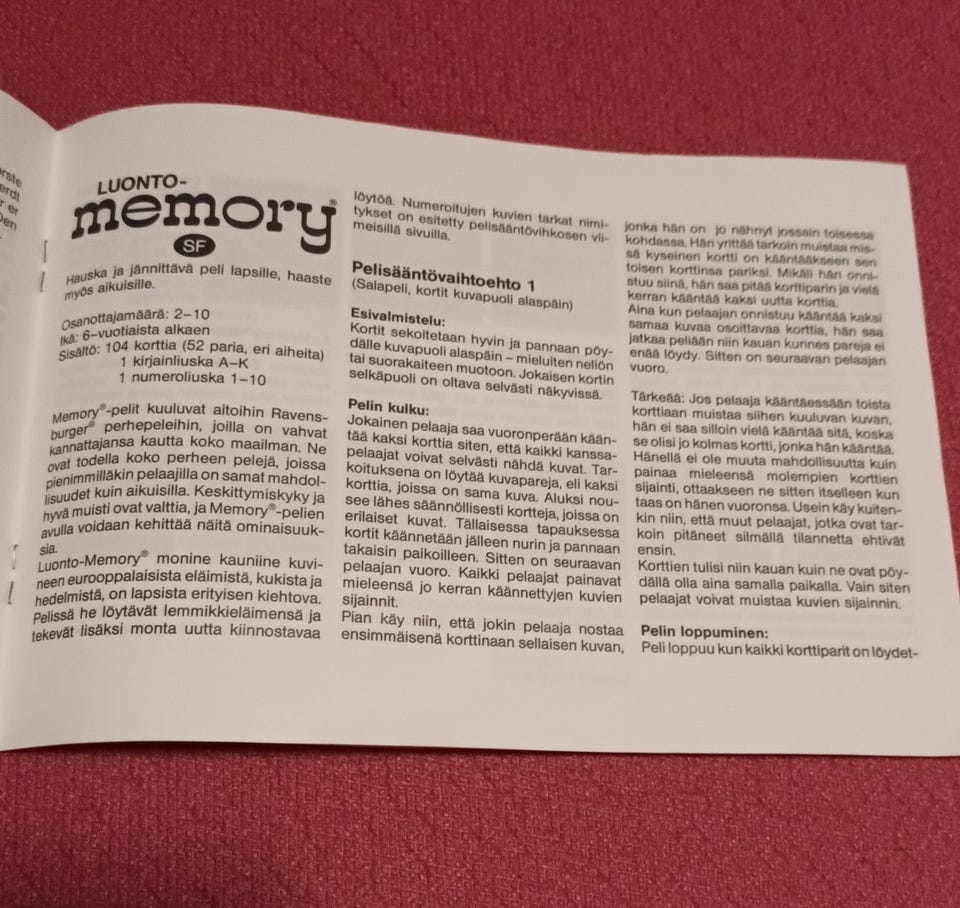 erste
erdt
r er
Den
LUONTO-
memory®
SF
Hauska ja jännittävä peli lapsille, haaste
myös aikuisille.
Osanottajamäärä: 2–10
Ikä: 6–vuotiaista alkaen
Sisältö: 104 korttia (52 paria, eri aiheita)
1 kirjainliuska A–K
1 numeroliuska 1–10
Memory®-pelit kuuluvat aitoihin Ravens-
burger® perhepeleihin, joilla on vahvat
kannattajansa kautta koko maailman. Ne
ovat todella koko perheen pelejä, joissa
pienimmilläkin pelaajilla on samat mahdol-
lisuudet kuin aikuisilla. Keskittymiskyky ja
hyvä muisti ovat valttia, ja Memory®-pelien
avulla voidaan kehittää näitä ominaisuuk-
sia.
Luonto-Memory® monine kauniine kuvi-
neen eurooppalaisista eläimistä, kukista ja
hedelmistä, on lapsista erityisen kiehtova.
Pelissä he löytävät lemmikkieläimensä ja
tekevät lisäksi monta uutta kiinnostavaa
löytöä. Numeroitujen kuvien tarkat nimi-
tykset on esitetty pelisääntövihkosen vii-
meisillä sivuilla.
Pelisääntövaihtoehto 1
(Salapeli, kortit kuvapuoli alaspäin)
Esivalmistelu:
Kortit sekoitetaan hyvin ja pannaan pöy-
dälle kuvapuoli alaspäin – mieluiten neliön
tai suorakaiteen muotoon. Jokaisen kortin
selkäpuoli on oltava selvästi näkyvissä.
Pelin kulku:
Jokainen pelaaja saa vuoronperään kään-
tää kaksi korttia siten, että kaikki kanssa-
pelaajat voivat selvästi nähdä kuvat. Tar-
koituksena on löytää kuvapareja, eli kaksi
korttia, joissa on sama kuva. Aluksi nou-
see lähes säännöllisesti kortteja, joissa on
erilaiset kuvat. Tällaisessa tapauksessa
kortit käännetään jälleen nurin ja pannaan
takaisin paikoilleen. Sitten on seuraavan
pelaajan vuoro. Kaikki pelaajat painavat
mieleensä jo kerran käännettyjen kuvien
sijainnit.
Pian käy niin, että jokin pelaaja nostaa
ensimmäisenä korttinaan sellaisen kuvan,
jonka hän on jo nähnyt jossain toisessa
kohdassa. Hän yrittää tarkoin muistaa mis-
sä kyseinen kortti on kääntääkseen sen
toisen korttinsa pariksi. Mikäli hän onni-
stuu siinä, hän saa pitää korttiparin ja vielä
kerran kääntää kaksi uutta korttia.
Aina kun pelaajan onnistuu kääntää kaksi
samaa kuvaa osoittavaa korttia, hän saa
jatkaa peliään niin kauan kunnes pareja ei
enää löydy. Sitten on seuraavan pelaajan
vuoro.
Tärkeää: Jos pelaaja kääntäessään toista
korttiaan muistaa siihen kuuluvan kuvan,
hän ei saa silloin vielä kääntää sitä, koska
se olisi jo kolmas kortti, jonka hän kääntää.
Hänellä ei ole muuta mahdollisuutta kuin
painaa mieleensä molempien korttien
sijainti, ottaakseen ne sitten itselleen kun
taas on hänen vuoronsa. Usein käy kuiten-
kin niin, että muut pelaajat, jotka ovat tar-
koin pitäneet silmällä tilannetta ehtivät
ensin.
Korttien tulisi niin kauan kuin ne ovat pöy-
dällä olla aina samalla paikalla. Vain siten
pelaajat voivat muistaa kuvien sijainnin.
Pelin loppuminen:
Peli loppuu kun kaikki korttiparit on löydet-